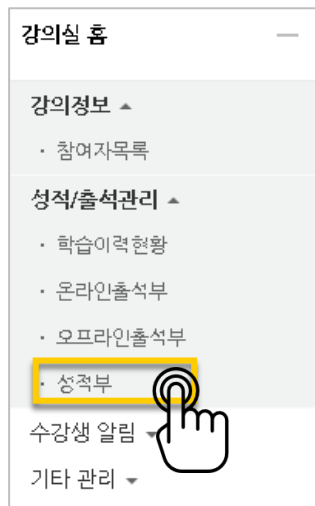 강의실 홈
강의정보 ▲
· 참여자목록
성적/출석관리 ▲
· 학습이력현황
· 온라인출석부
· 오프라인출석부
· 성적부
수강생 알림 ▼
기타 관리 ▼